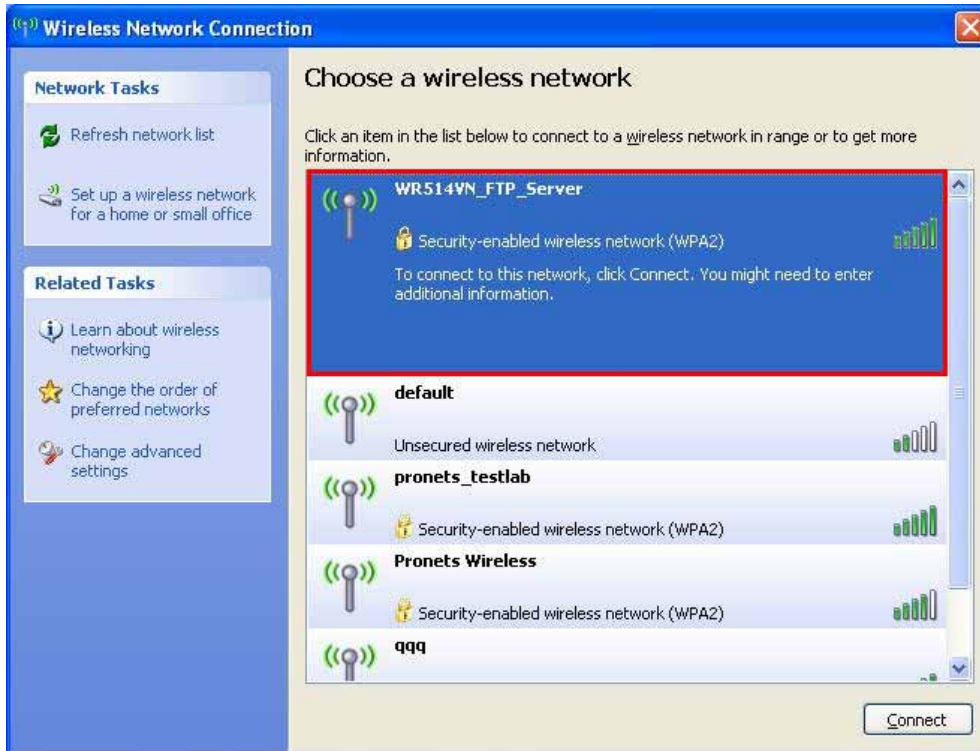 Wireless Network Connection
Network Tasks
Refresh network list
Set up a wireless network
for a home or small office
Related Tasks
Learn about wireless
networking
Change the order of
preferred networks
Change advanced
settings
Choose a wireless network
Click an item in the list below to connect to a wireless network in range or to get more
information.
WR514VN_FTP_Server
Security-enabled wireless network (WPA2)
To connect to this network, click Connect. You might need to enter
additional information.
default
Unsecured wireless network
pronets_testlab
Security-enabled wireless network (WPA2)
Pronets Wireless
Security-enabled wireless network (WPA2)
qqq
Connect